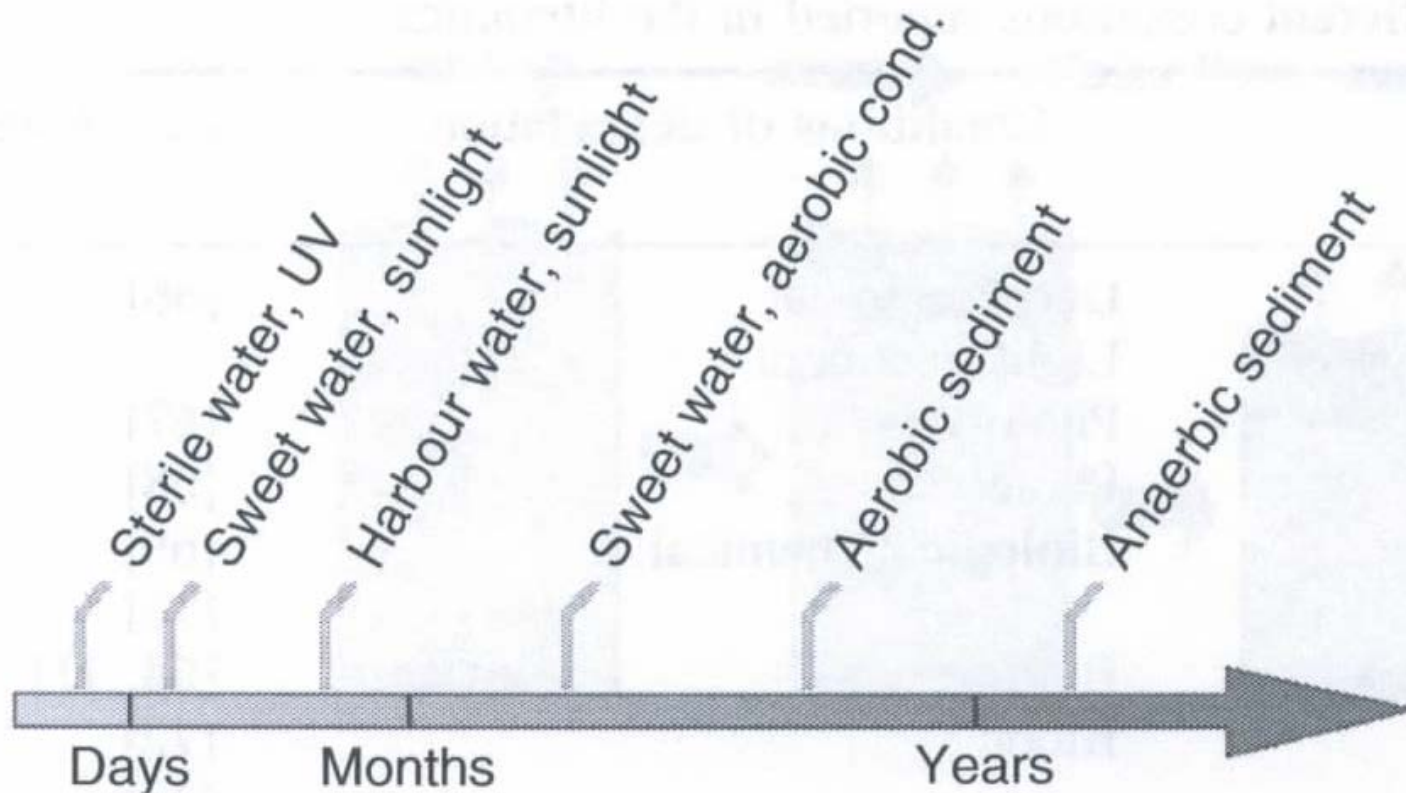 Sterile water, UV
Sweet water, sunlight
Harbour water, sunlight
Sweet water, aerobic cond.
Aerobic sediment
Anaerbic sediment
Days
Months
Years